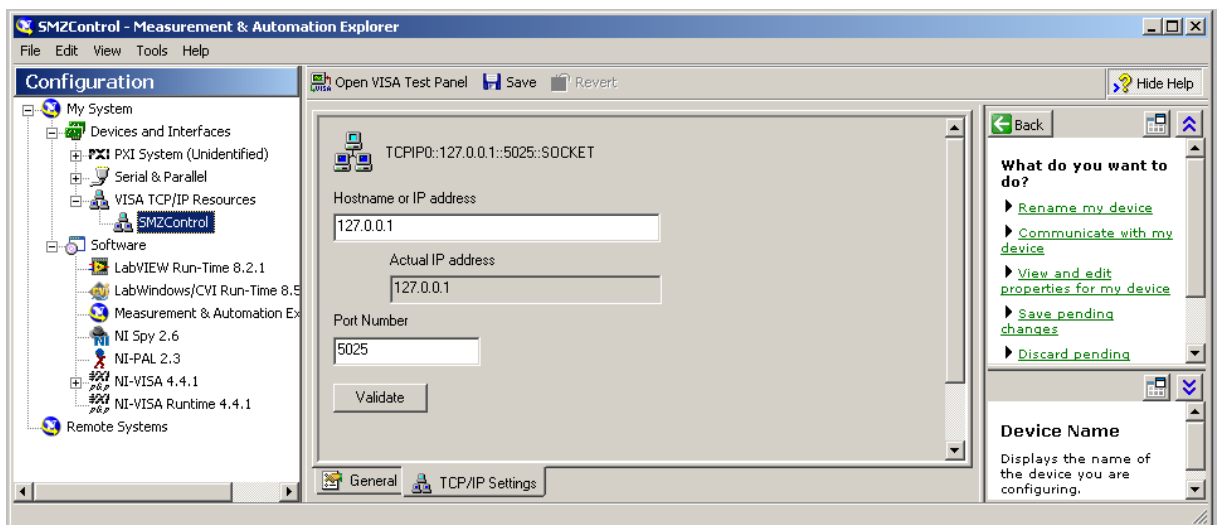 SMZControl - Measurement & Automation Explorer
File Edit View Tools Help
Configuration
My System
Devices and Interfaces
PXI PXI System (Unidentified)
Serial & Parallel
VISA TCP/IP Resources
SMZControl
Software
LabVIEW Run-Time 8.2.1
LabWindows/CVI Run-Time 8.5
Measurement & Automation Ex
NI Spy 2.6
NI-PAL 2.3
NI-VISA 4.4.1
NI-VISA Runtime 4.4.1
Remote Systems
Open VISA Test Panel Save Revert
Hide Help
TCPIP0::127.0.0.1::5025::SOCKET
Hostname or IP address
127.0.0.1
Actual IP address
127.0.0.1
Port Number
5025
Validate
General TCP/IP Settings
Back
What do you want to
do?
Rename my device
Communicate with my
device
View and edit
properties for my device
Save pending
changes
Discard pending
Device Name
Displays the name of
the device you are
configuring.